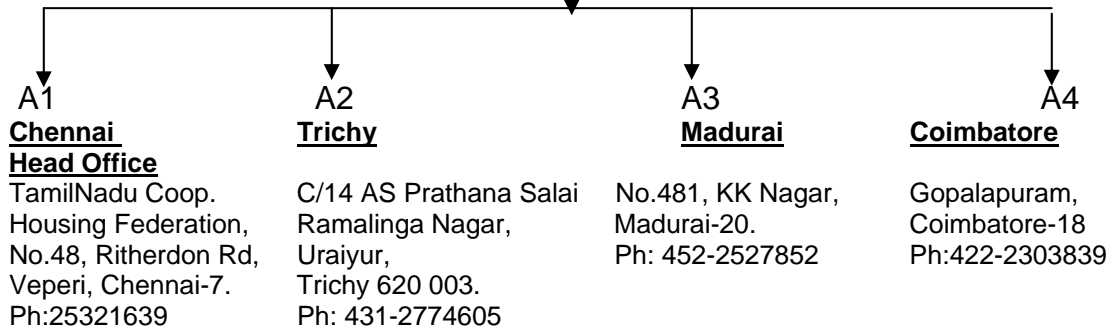 A1
Chennai
Head Office
TamilNadu Coop.
Housing Federation,
No.48, Ritherdon Rd,
Veperi, Chennai-7.
Ph:25321639
A2
Trichy
C/14 AS Prathana Salai
Ramalinga Nagar,
Uraiyur,
Trichy 620 003.
Ph: 431-2774605
A3
Madurai
No.481, KK Nagar,
Madurai-20.
Ph: 452-2527852
A4
Coimbatore
Gopalapuram,
Coimbatore-18
Ph:422-2303839